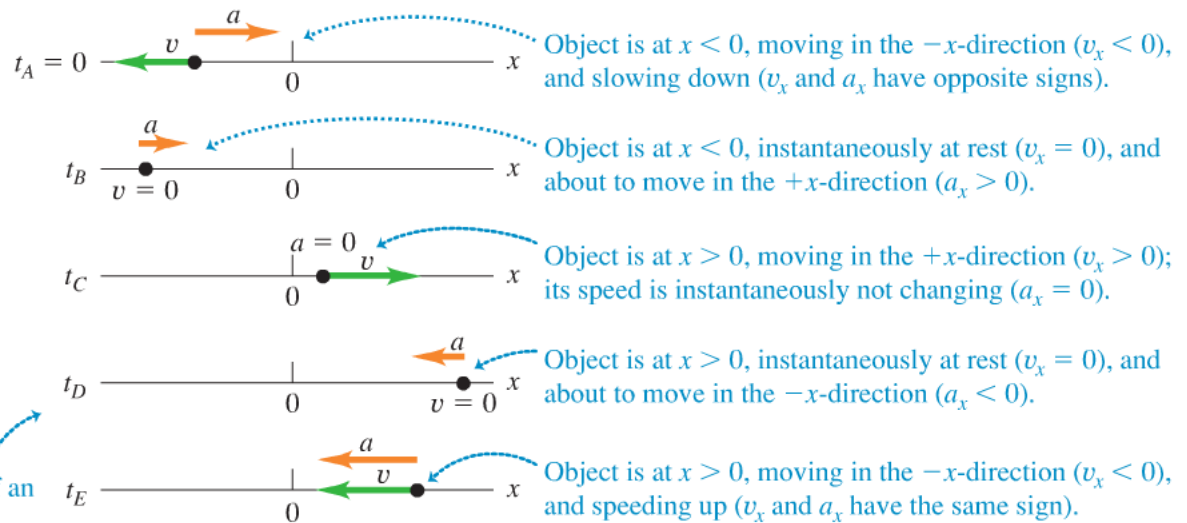 a
v
t_A = 0
x
0
Object is at x < 0, moving in the −x-direction (v_x < 0),
and slowing down (v_x and a_x have opposite signs).
a
t_B
x
v = 0
0
Object is at x < 0, instantaneously at rest (v_x = 0), and
about to move in the +x-direction (a_x > 0).
a = 0
v
t_C
x
0
Object is at x > 0, moving in the +x-direction (v_x > 0);
its speed is instantaneously not changing (a_x = 0).
a
t_D
x
0
v = 0
Object is at x > 0, instantaneously at rest (v_x = 0), and
about to move in the −x-direction (a_x < 0).
a
v
an
t_E
x
0
Object is at x > 0, moving in the −x-direction (v_x < 0),
and speeding up (v_x and a_x have the same sign).